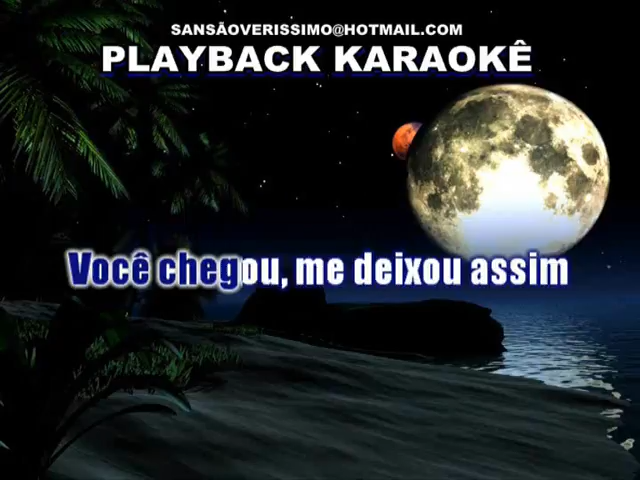 SANSÃOVERISSIMO@HOTMAIL.COM
PLAYBACK KARAOKÊ
Você chegou, me deixou assim